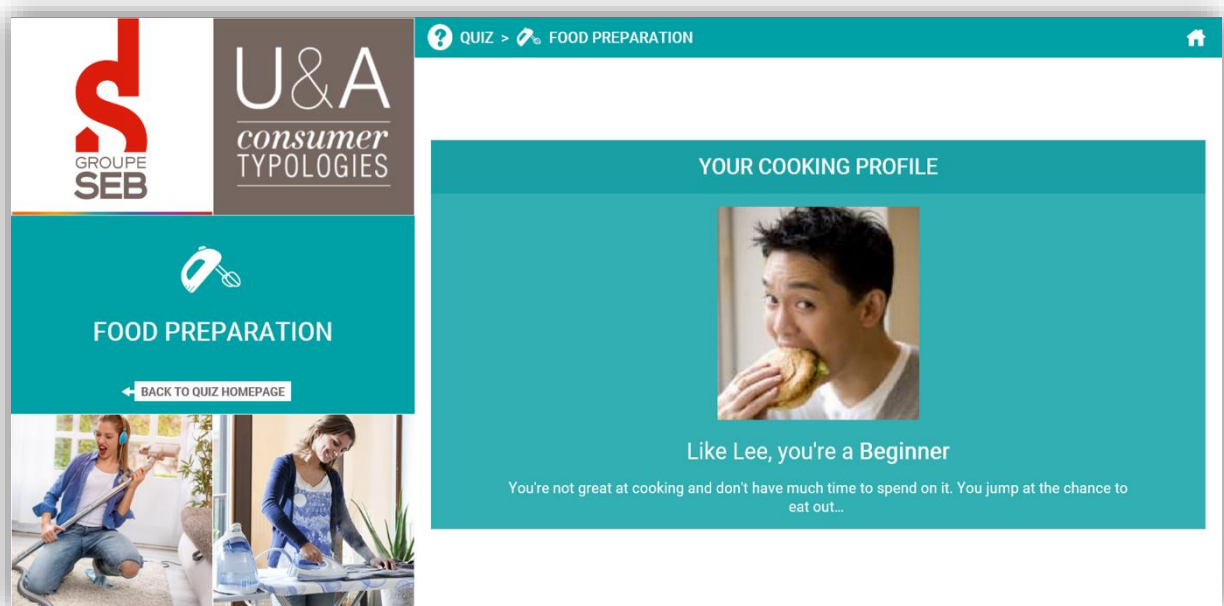 GROUPE
SEB
U&A
consumer
TYPOLOGIES
FOOD PREPARATION
BACK TO QUIZ HOMEPAGE
? QUIZ > FOOD PREPARATION
YOUR COOKING PROFILE
Like Lee, you're a Beginner
You're not great at cooking and don't have much time to spend on it. You jump at the chance to
eat out…